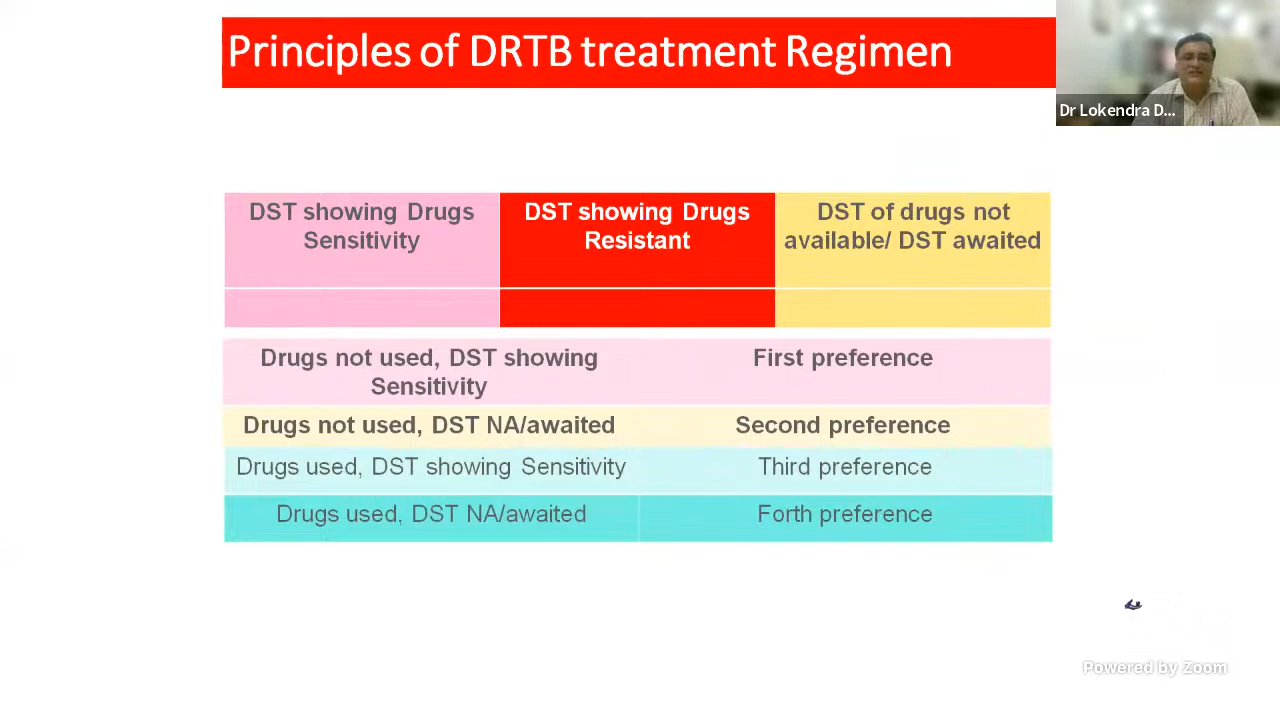 Principles of DRTB treatment Regimen
Dr Lokendra D...
DST showing Drugs
Sensitivity
DST showing Drugs
Resistant
DST of drugs not
available/ DST awaited
Drugs not used, DST showing
Sensitivity
First preference
Drugs not used, DST NA/awaited
Second preference
Drugs used, DST showing Sensitivity
Third preference
Drugs used, DST NA/awaited
Forth preference
Powered by Zoom